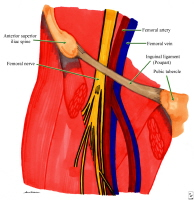 Femoral artery
Anterior superior
iliac spine
Femoral vein
Inguinal ligament
(Poupart)
Femoral nerve
Pubic tubercle